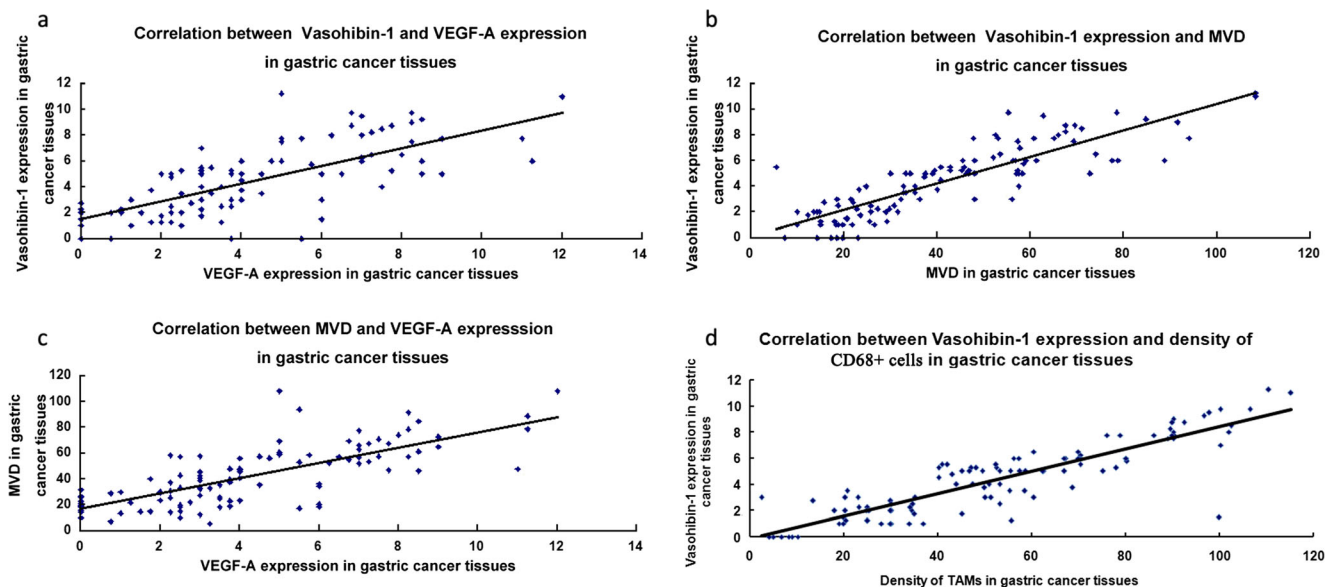 a
Correlation between Vasohibin-1 and VEGF-A expression
in gastric cancer tissues
Vasohibin-1 expression in gastric
cancer tissues
12
10
8
6
4
2
0
0 2 4 6 8 10 12 14
VEGF-A expression in gastric cancer tissues
b
Correlation between Vasohibin-1 expression and MVD
in gastric cancer tissues
Vasohibin-1 expression in gastric
cancer tissues
12
10
8
6
4
2
0
0 20 40 60 80 100 120
MVD in gastric cancer tissues
c
Correlation between MVD and VEGF-A expresssion
in gastric cancer tissues
MVD in gastric
cancer tissues
120
100
80
60
40
20
0
0 2 4 6 8 10 12 14
VEGF-A expression in gastric cancer tissues
d
Correlation between Vasohibin-1 expression and density of
CD68+ cells in gastric cancer tissues
Vasohibin-1 expression in gastric
cancer tissues
12
10
8
6
4
2
0
0 20 40 60 80 100 120
Density of TAMs in gastric cancer tissues